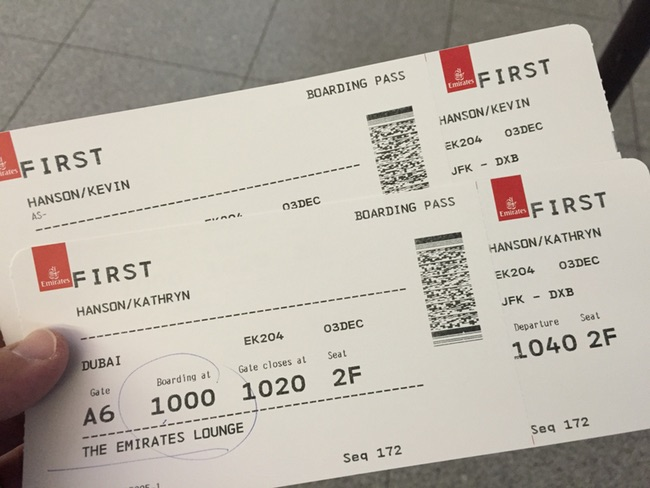 BOARDING PASS
Emirates
FIRST
HANSON/KEVIN
AS-
EK204 03DEC
Emirates
FIRST
HANSON/KEVIN
EK204 03DEC
JFK - DXB
BOARDING PASS
Emirates
FIRST
HANSON/KATHRYN
DUBAI EK204 03DEC
Gate Boarding at Gate closes at Seat
A6 1000 1020 2F
THE EMIRATES LOUNGE
Seq 172
Emirates
FIRST
HANSON/KATHRYN
EK204 03DEC
JFK - DXB
Departure Seat
1040 2F
Seq 172